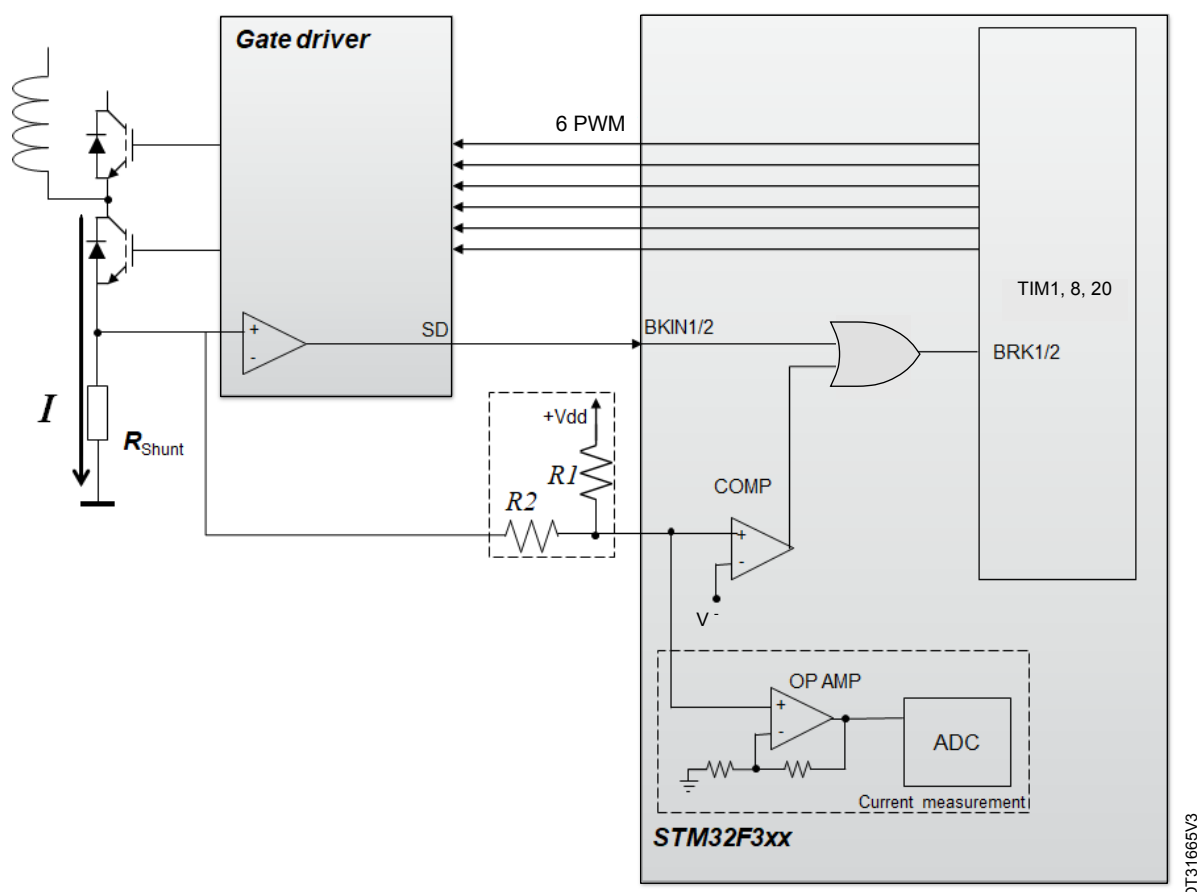 Gate driver
6 PWM
TIM1, 8, 20
+
-
SD
BKIN1/2
BRK1/2
I
RShunt
+Vdd
R1
R2
COMP
+
-
V -
OP AMP
+
-
ADC
Current measurement
STM32F3xx
DT31665V3